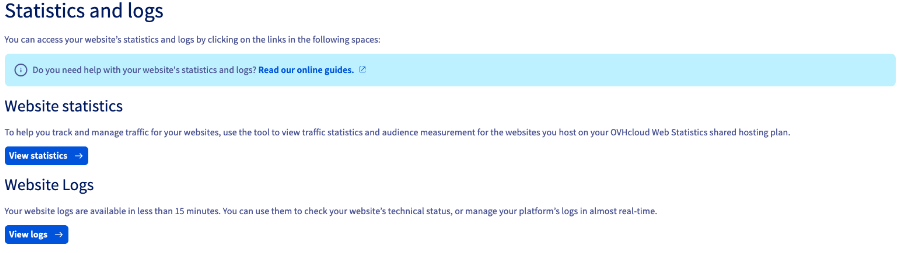 Statistics and logs
You can access your website's statistics and logs by clicking on the links in the following spaces:
Do you need help with your website's statistics and logs? Read our online guides.
Website statistics
To help you track and manage traffic for your websites, use the tool to view traffic statistics and audience measurement for the websites you host on your OVHcloud Web Statistics shared hosting plan.
View statistics →
Website Logs
Your website logs are available in less than 15 minutes. You can use them to check your website's technical status, or manage your platform's logs in almost real-time.
View logs →